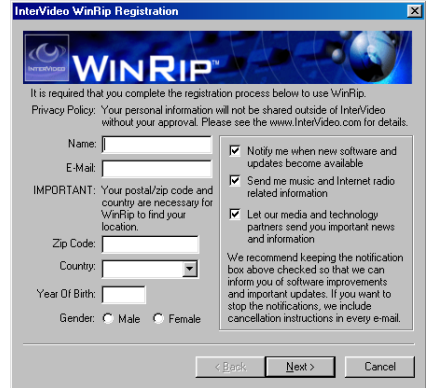 InterVideo WinRip Registration
INTERVIDEO
WINRIP™
It is required that you complete the registration process below to use WinRip.
Privacy Policy: Your personal information will not be shared outside of InterVideo
without your approval. Please see the www.InterVideo.com for details.
Name:
E-Mail:
IMPORTANT: Your postal/zip code and
country are necessary for
WinRip to find your
location.
Zip Code:
Country:
Year Of Birth:
Gender: Male Female
Notify me when new software and
updates become available
Send me music and Internet radio
related information
Let our media and technology
partners send you important news
and information
We recommend keeping the notification
box above checked so that we can
inform you of software improvements
and important updates. If you want to
stop the notifications, we include
cancellation instructions in every e-mail.
< Back Next > Cancel